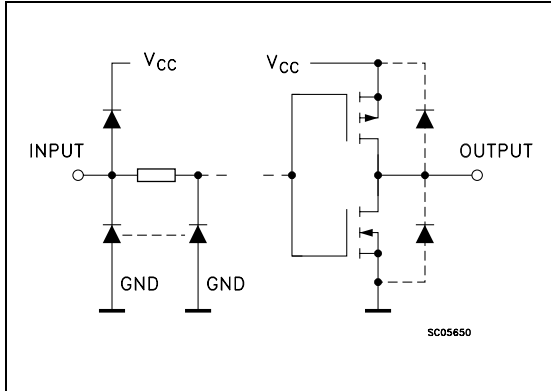 VCC
VCC
INPUT
OUTPUT
GND
GND
SC05650